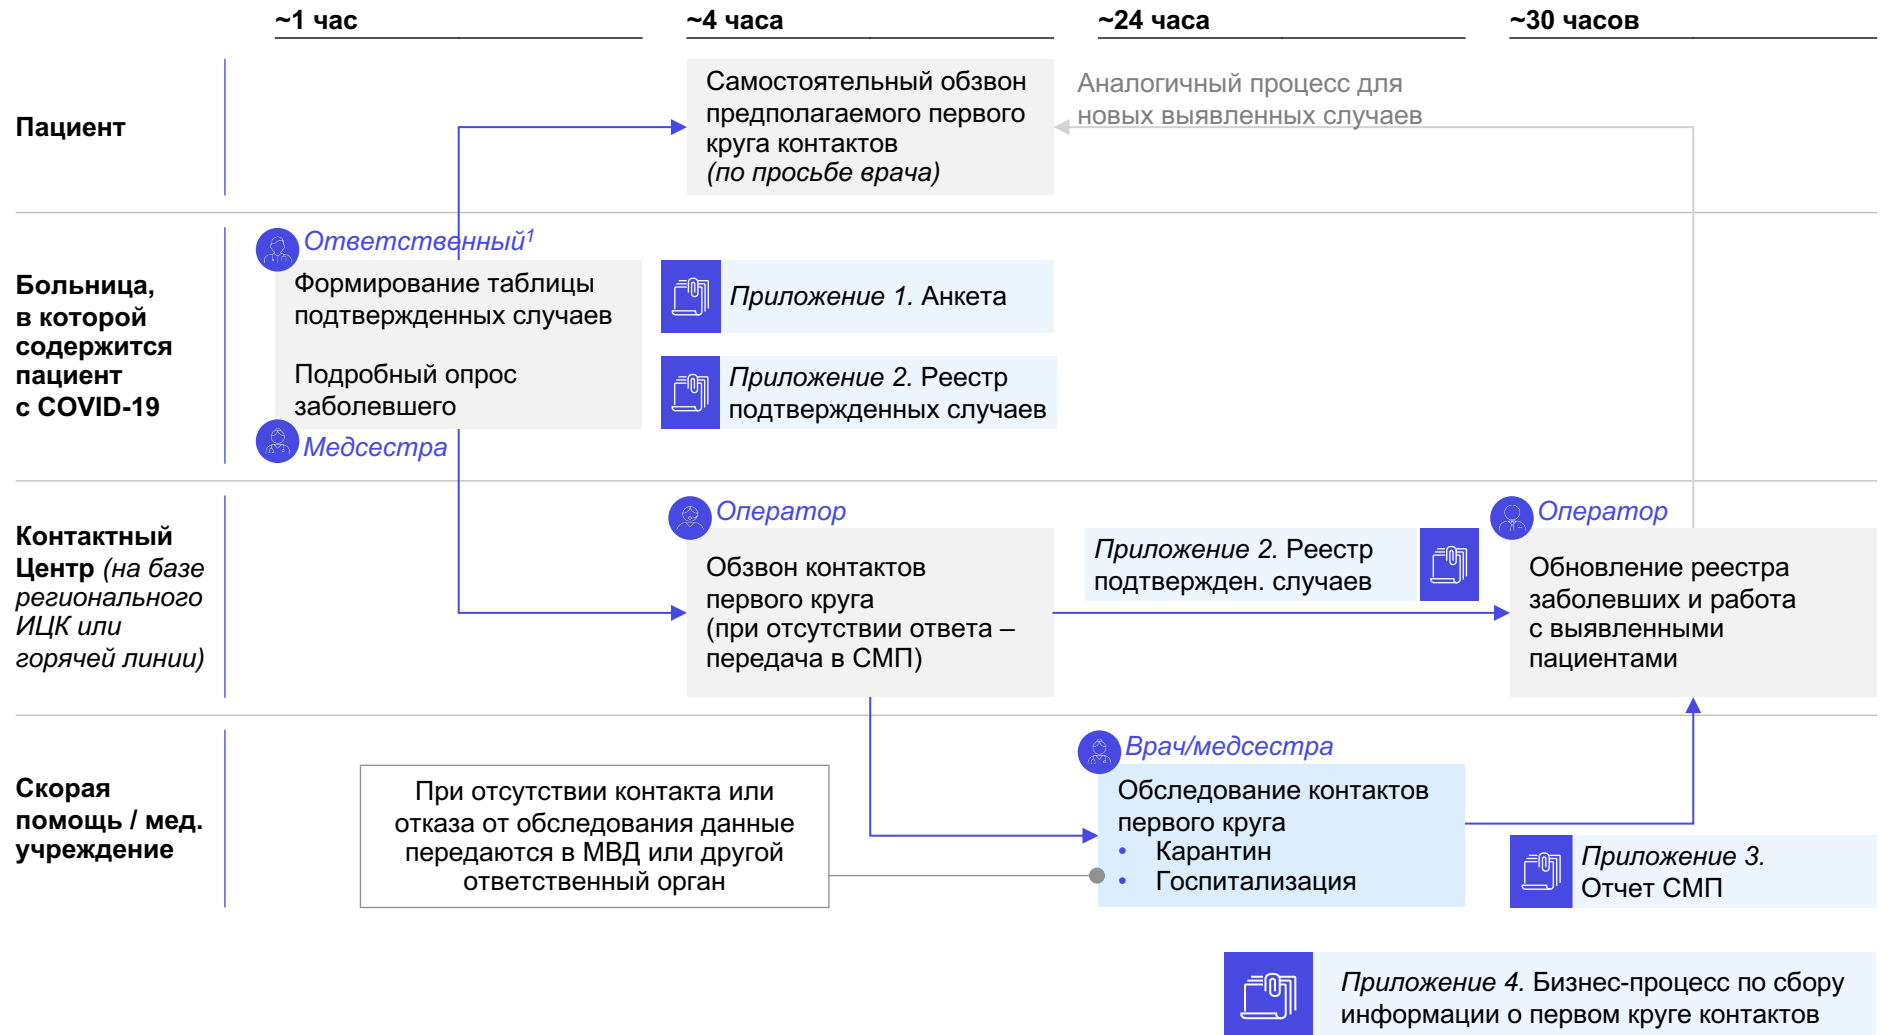 ~1 час
~4 часа
~24 часа
~30 часов
Пациент
Самостоятельный обзвон
предполагаемого первого
круга контактов
(по просьбе врача)
Аналогичный процесс для
новых выявленных случаев
Больница,
в которой
содержится
пациент
с COVID-19
Ответственный¹
Формирование таблицы
подтвержденных случаев
Подробный опрос
заболевшего
Медсестра
Приложение 1. Анкета
Приложение 2. Реестр
подтвержденных случаев
Контактный
Центр (на базе
регионального
ИЦК или
горячей линии)
Оператор
Обзвон контактов
первого круга
(при отсутствии ответа –
передача в СМП)
Приложение 2. Реестр
подтвержден. случаев
Оператор
Обновление реестра
заболевших и работа
с выявленными
пациентами
Скорая
помощь / мед.
учреждение
При отсутствии контакта или
отказа от обследования данные
передаются в МВД или другой
ответственный орган
Врач/медсестра
Обследование контактов
первого круга
• Карантин
• Госпитализация
Приложение 3.
Отчет СМП
Приложение 4. Бизнес-процесс по сбору
информации о первом круге контактов